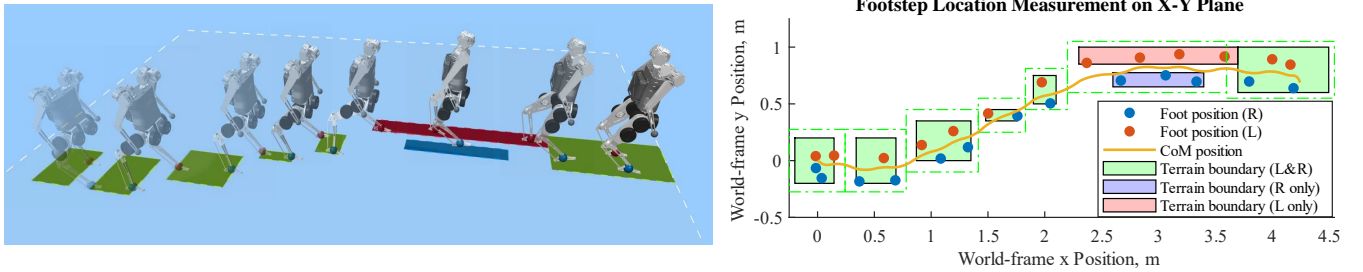 Footstep Location Measurement on X-Y Plane
World-frame y Position, m
1
0.5
0
-0.5
0 0.5 1 1.5 2 2.5 3 3.5 4 4.5
World-frame x Position, m
Foot position (R)
Foot position (L)
CoM position
Terrain boundary (L&R)
Terrain boundary (R only)
Terrain boundary (L only)